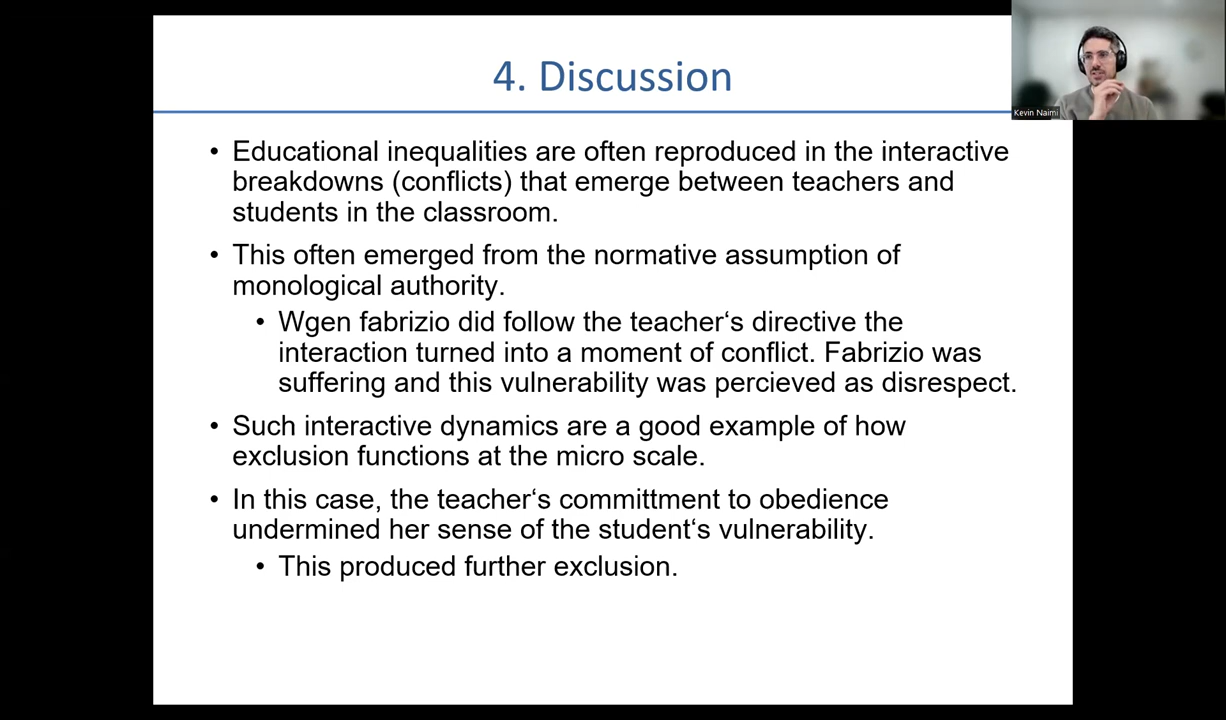 4. Discussion
Kevin Naimi
• Educational inequalities are often reproduced in the interactive
breakdowns (conflicts) that emerge between teachers and
students in the classroom.
• This often emerged from the normative assumption of
monological authority.
• Wgen fabrizio did follow the teacher‘s directive the
interaction turned into a moment of conflict. Fabrizio was
suffering and this vulnerability was percieved as disrespect.
• Such interactive dynamics are a good example of how
exclusion functions at the micro scale.
• In this case, the teacher‘s committment to obedience
undermined her sense of the student‘s vulnerability.
• This produced further exclusion.